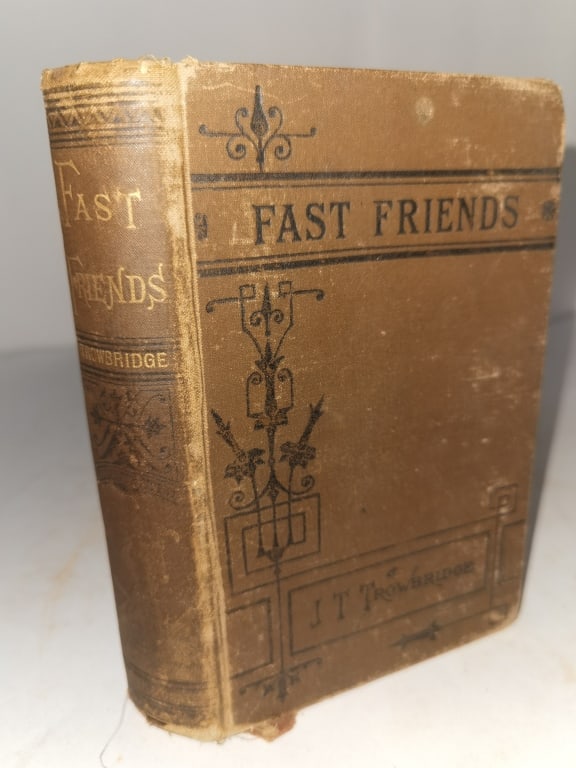 FAST
FRIENDS
TROWBRIDGE
FAST FRIENDS
J T TROWBRIDGE